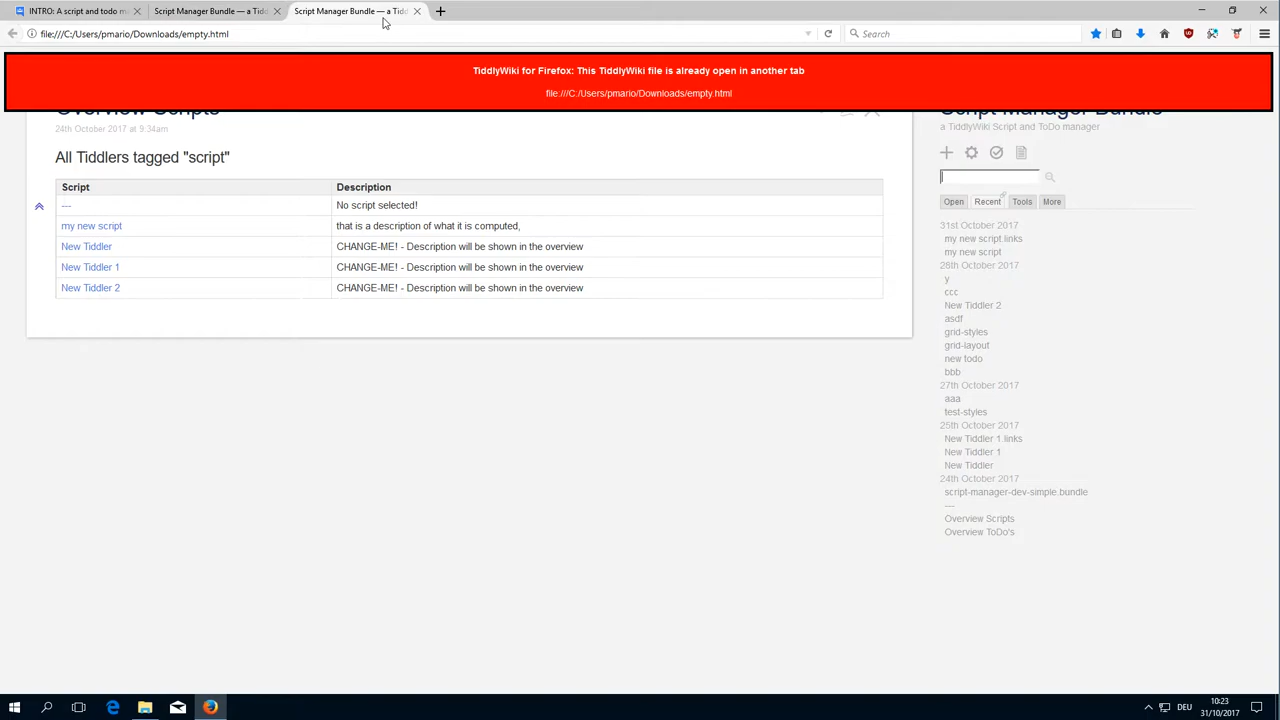 INTRO: A script and todo m
Script Manager Bundle — a Tidd
Script Manager Bundle — a Tidd
file:///C:/Users/pmario/Downloads/empty.html
Search
TiddlyWiki for Firefox: This TiddlyWiki file is already open in another tab
file:///C:/Users/pmario/Downloads/empty.html
Overview Scripts
24th October 2017 at 9:34am
All Tiddlers tagged "script"
Script Description
--- No script selected!
my new script that is a description of what it is computed,
New Tiddler CHANGE-ME! - Description will be shown in the overview
New Tiddler 1 CHANGE-ME! - Description will be shown in the overview
New Tiddler 2 CHANGE-ME! - Description will be shown in the overview
Script Manager Bundle
a TiddlyWiki Script and ToDo manager
Open Recent Tools More
31st October 2017
my new script links
my new script
28th October 2017
y
ccc
New Tiddler 2
asdf
grid-styles
grid-layout
new todo
bbb
27th October 2017
aaa
test-styles
25th October 2017
New Tiddler 1 links
New Tiddler 1
New Tiddler
24th October 2017
script-manager-dev-simple.bundle
---
Overview Scripts
Overview ToDo's
DEU
10:23
31/10/2017